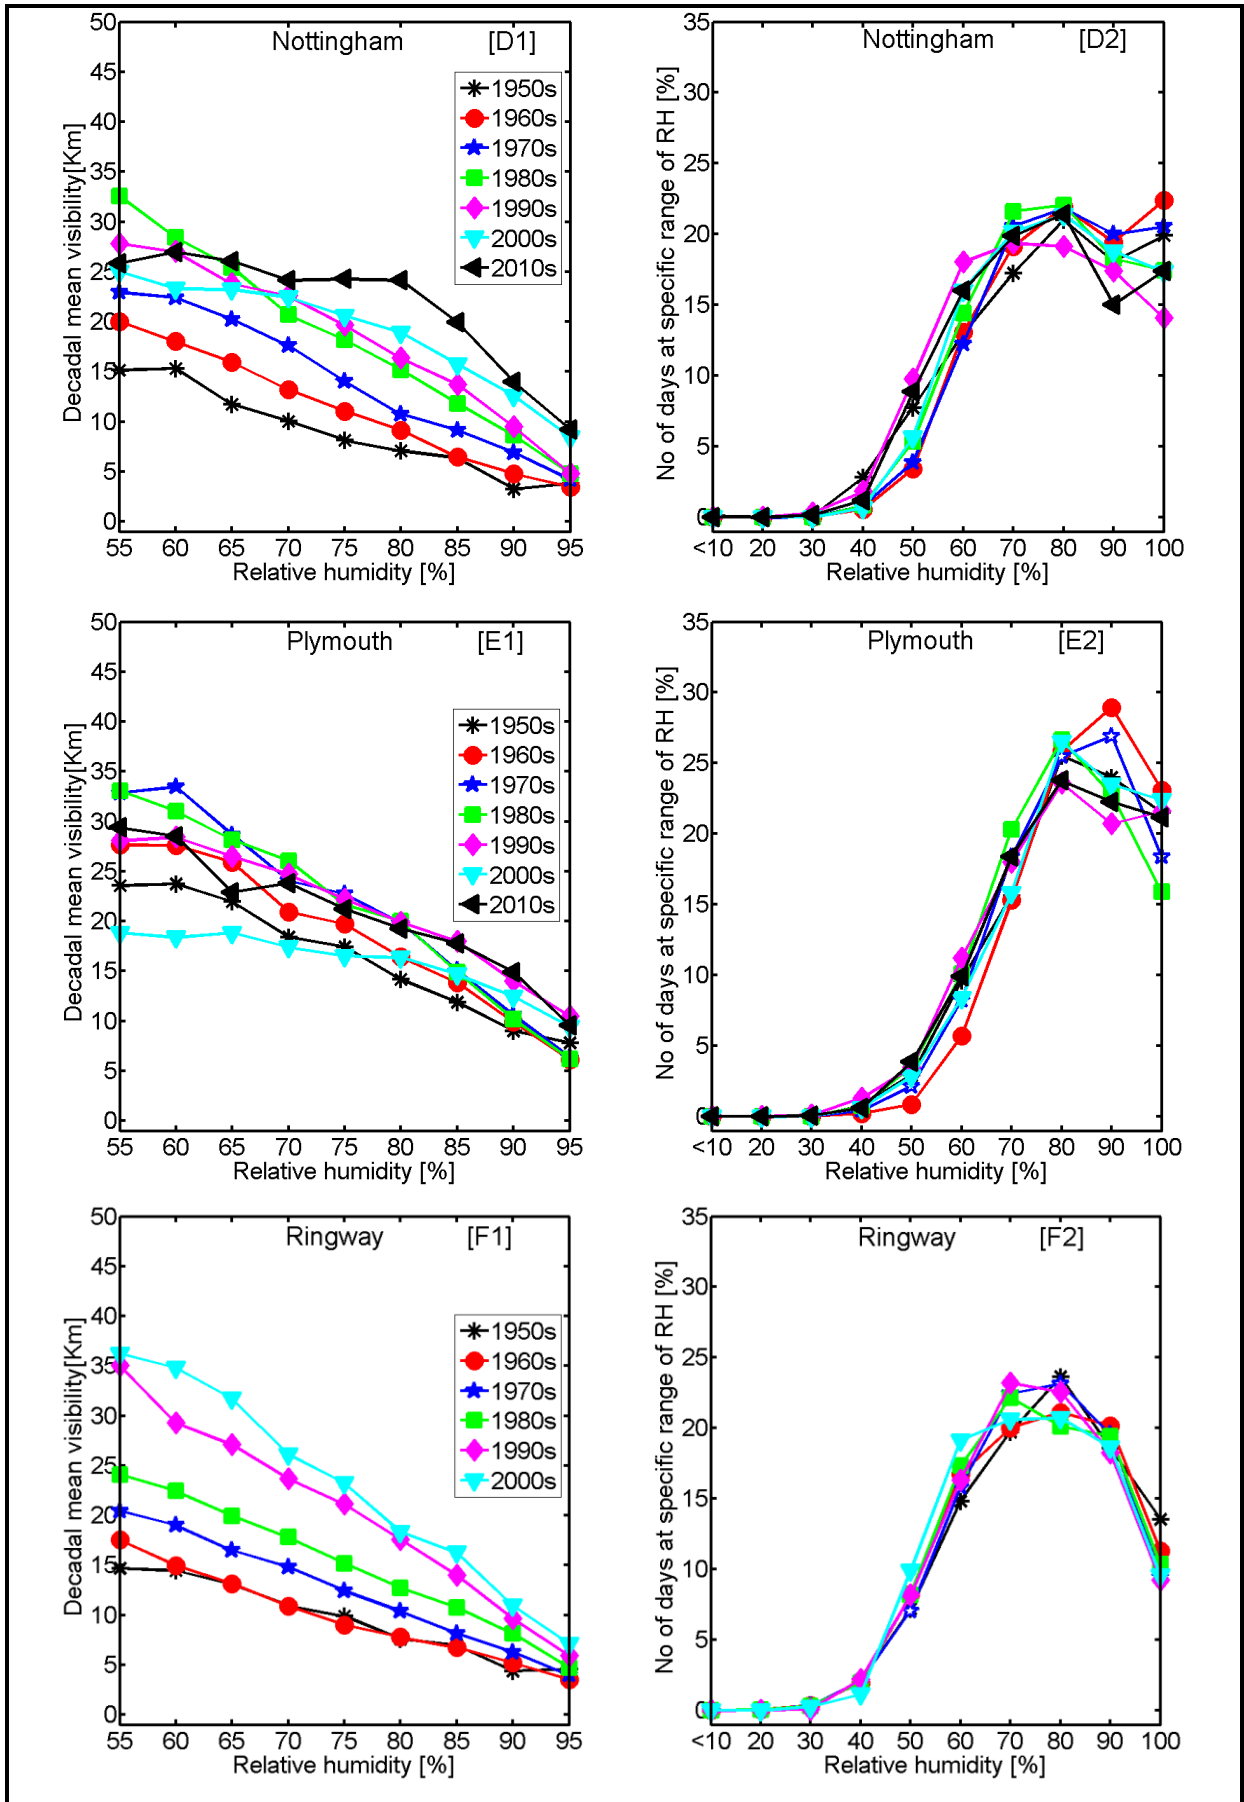 Nottingham [D1]
50
45
40
35
30
25
20
15
10
5
0
Decadal mean visibility[Km]
1950s
1960s
1970s
1980s
1990s
2000s
2010s
55 60 65 70 75 80 85 90 95
Relative humidity [%]
Nottingham [D2]
35
30
25
20
15
10
5
0
No of days at specific range of RH [%]
<10 20 30 40 50 60 70 80 90 100
Relative humidity [%]
Plymouth [E1]
50
45
40
35
30
25
20
15
10
5
0
Decadal mean visibility[Km]
1950s
1960s
1970s
1980s
1990s
2000s
2010s
55 60 65 70 75 80 85 90 95
Relative humidity [%]
Plymouth [E2]
35
30
25
20
15
10
5
0
No of days at specific range of RH [%]
<10 20 30 40 50 60 70 80 90 100
Relative humidity [%]
Ringway [F1]
50
45
40
35
30
25
20
15
10
5
0
Decadal mean visibility[Km]
1950s
1960s
1970s
1980s
1990s
2000s
55 60 65 70 75 80 85 90 95
Relative humidity [%]
Ringway [F2]
35
30
25
20
15
10
5
0
No of days at specific range of RH [%]
<10 20 30 40 50 60 70 80 90 100
Relative humidity [%]